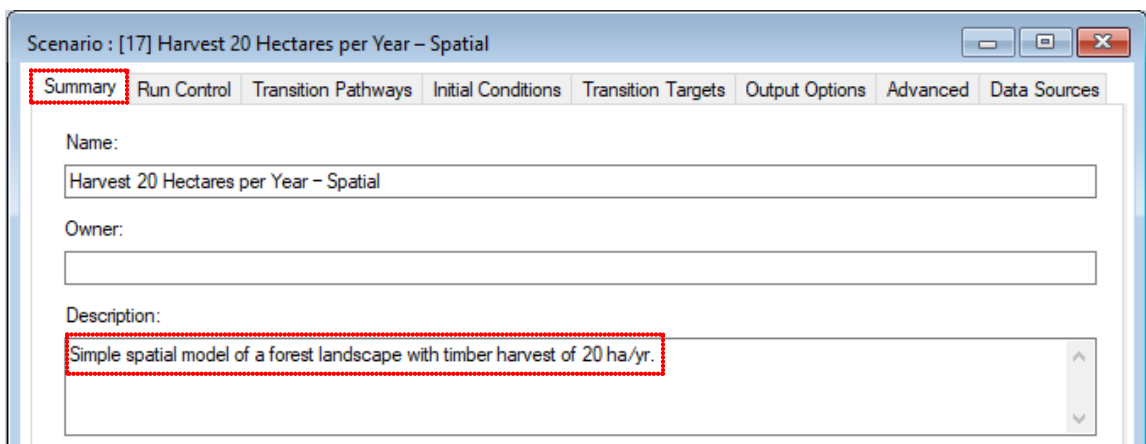 Scenario : [17] Harvest 20 Hectares per Year – Spatial
Summary Run Control Transition Pathways Initial Conditions Transition Targets Output Options Advanced Data Sources
Name:
Harvest 20 Hectares per Year – Spatial
Owner:
Description:
Simple spatial model of a forest landscape with timber harvest of 20 ha/yr.